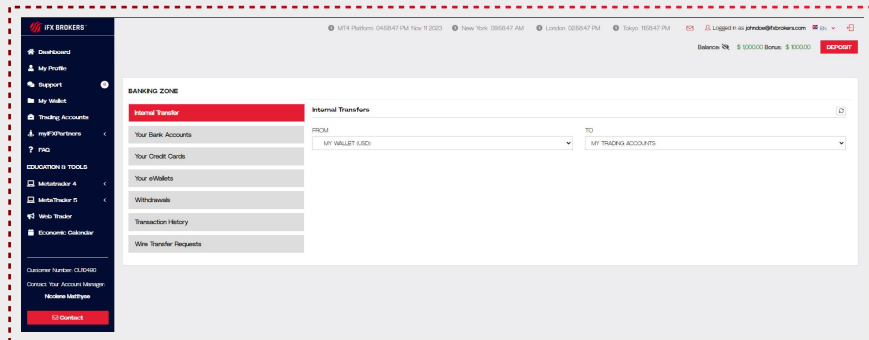 iFX BROKERS
MT4 Platform: 04:58:47 PM Nov 11 2023 New York: 09:58:47 AM London: 02:58:47 PM Tokyo: 11:58:47 PM Logged in as johndoe@ifxbrokers.com EN
Balance: $ 1,000.00 Bonus: $ 1000.00 DEPOSIT
Dashboard
My Profile
Support
My Wallet
Trading Accounts
myIFXPartners
FAQ
EDUCATION & TOOLS
Metatrader 4
MetaTrader 5
Web Trader
Economic Calendar
Customer Number: CU10490
Contact Your Account Manager:
Nicolene Matthyse
Contact
BANKING ZONE
Internal Transfer
Your Bank Accounts
Your Credit Cards
Your eWallets
Withdrawals
Transaction History
Wire Transfer Requests
Internal Transfers
FROM TO
MY WALLET (USD) MY TRADING ACCOUNTS